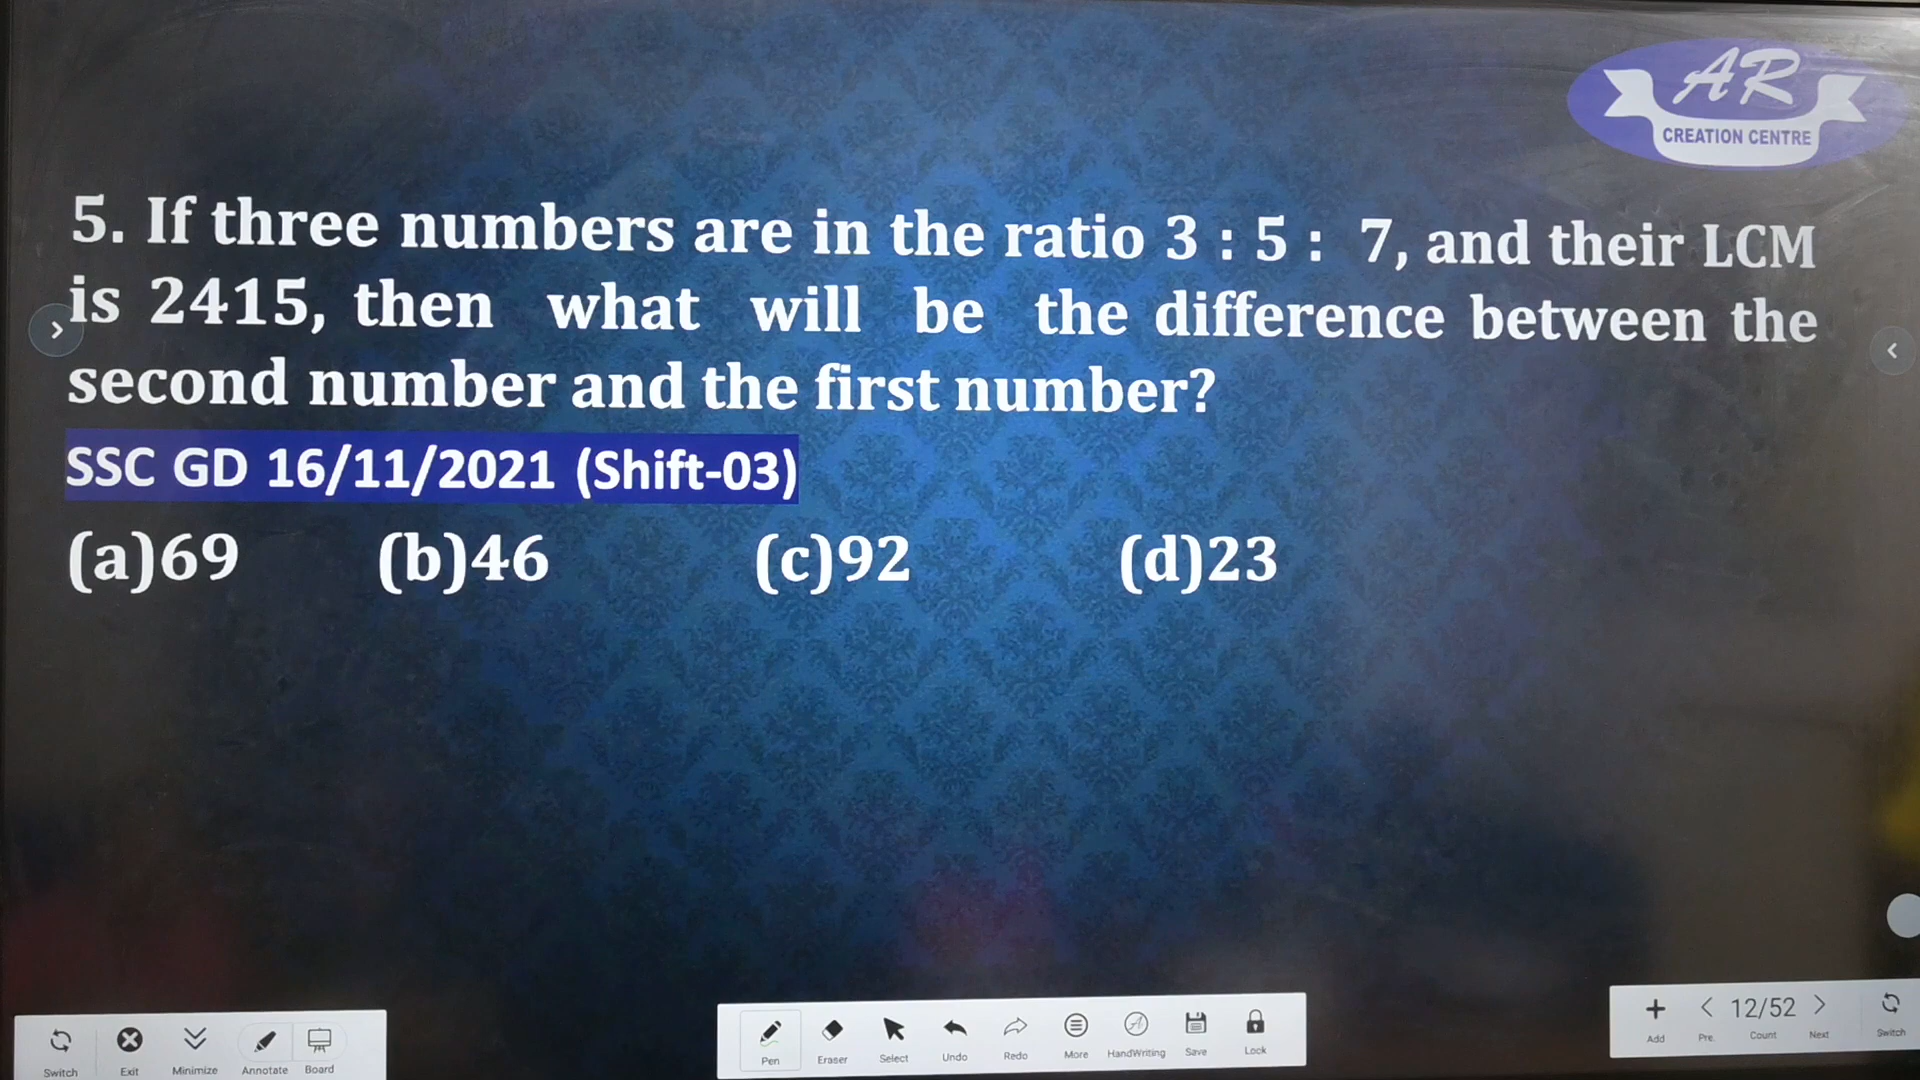 AR
CREATION CENTRE
5. If three numbers are in the ratio 3 : 5 : 7, and their LCM
is 2415, then what will be the difference between the
second number and the first number?
SSC GD 16/11/2021 (Shift-03)
(a)69 (b)46 (c)92 (d)23
Switch Exit Minimize Annotate Board
Pen Eraser Select Undo Redo More HandWriting Save Lock
12/52
Add Pre. Count Next Switch